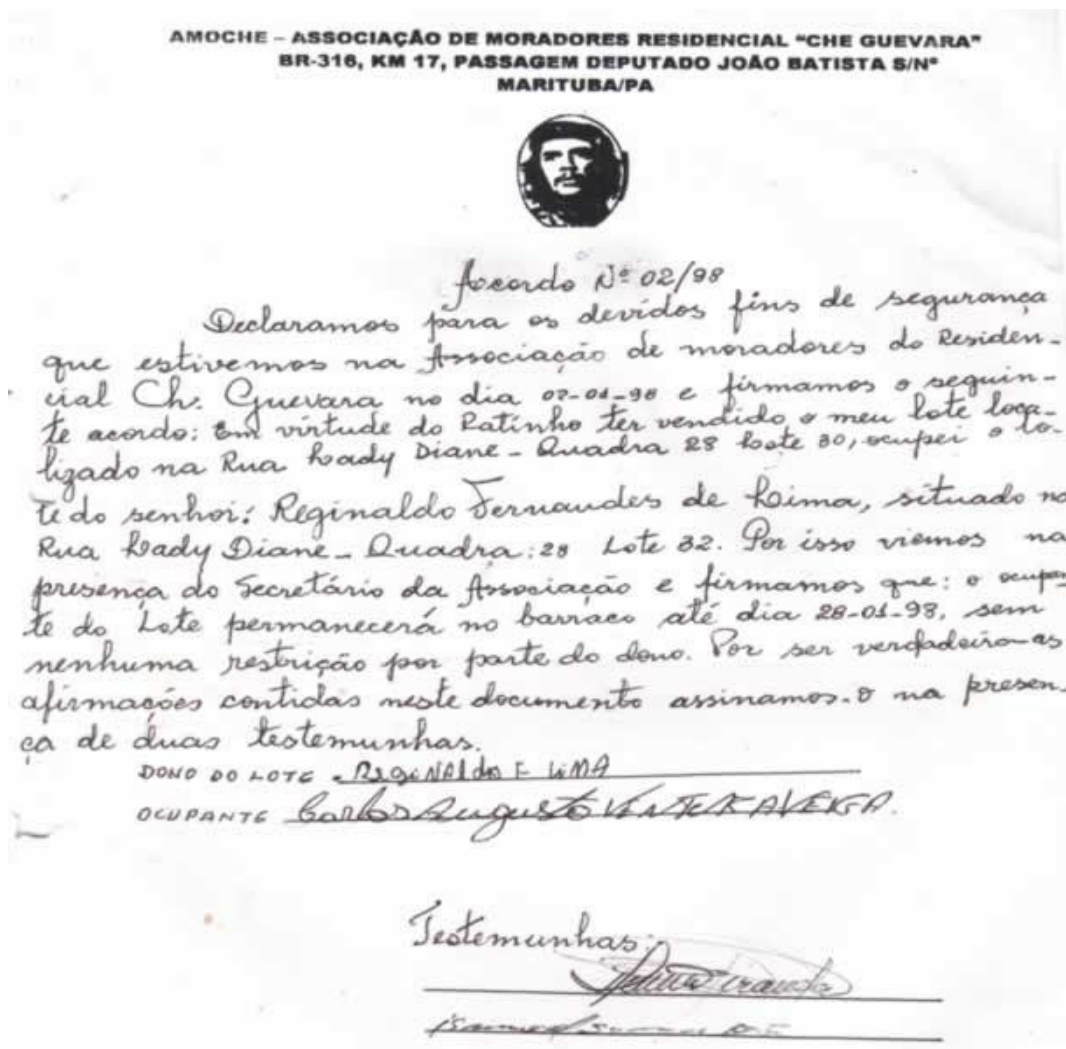 AMOCHE – ASSOCIAÇÃO DE MORADORES RESIDENCIAL "CHE GUEVARA"
BR-316, KM 17, PASSAGEM DEPUTADO JOÃO BATISTA S/Nº
MARITUBA/PA
Acordo Nº 02/98
Declaramos para os devidos fins de segurança
que estivemos na Associação de moradores do Residen-
cial Ch. Guevara no dia 07-01-98 e firmamos o seguin-
te acordo: Em virtude do Ratinho ter vendido o meu lote loca-
lizado na Rua Lady Diane - Quadra 28 Lote 30, ocupei o lo-
te do senhor: Reginaldo Fernandes de Lima, situado na
Rua Lady Diane - Quadra: 28 Lote 32. Por isso viemos na
presença do Secretário da Associação e firmamos que: o ocupan-
te do Lote permanecerá no barraco até dia 28-01-98, sem
nenhuma restrição por parte do dono. Por ser verdadeira as
afirmações contidas neste documento assinamos-o na presen-
ça de duas testemunhas.
DONO DO LOTE Reginaldo F LIMA
OCUPANTE Carlos Augusto
Testemunhas: